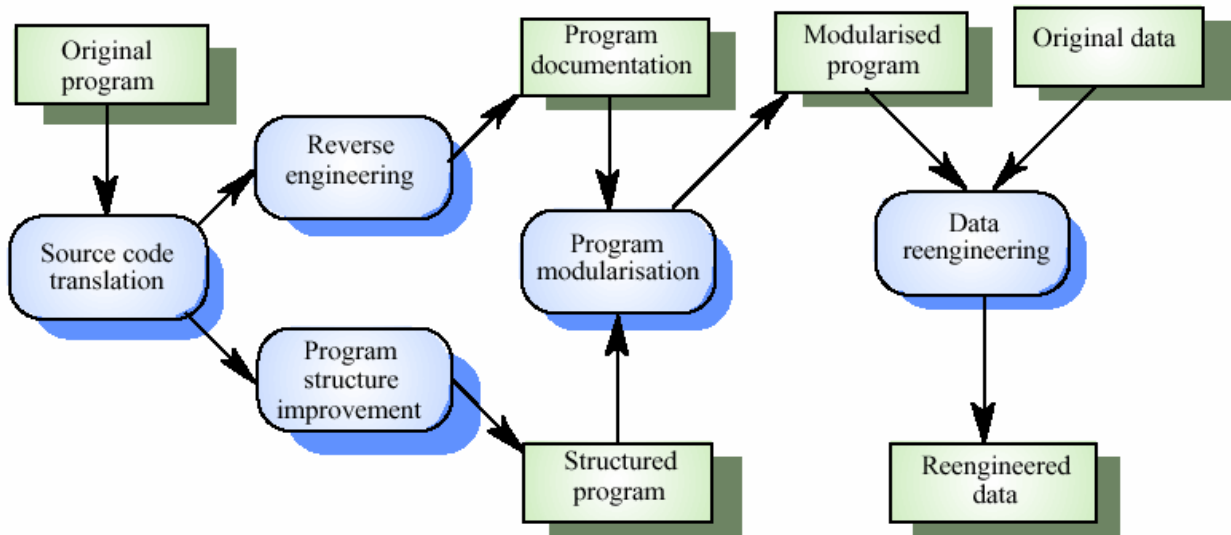 Original
program
Program
documentation
Modularised
program
Original data
Reverse
engineering
Source code
translation
Program
modularisation
Data
reengineering
Program
structure
improvement
Structured
program
Reengineered
data